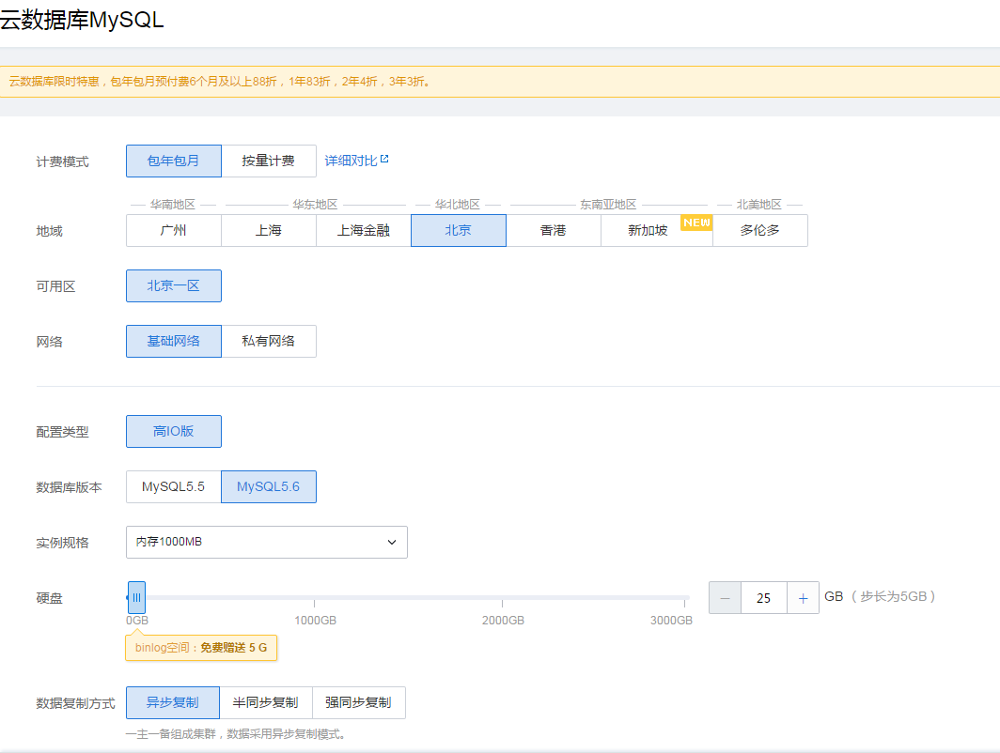 云数据库MySQL
云数据库限时特惠，包年包月预付费6个月及以上88折，1年83折，2年4折，3年3折。
计费模式 包年包月 按量计费 详细对比
华南地区 华东地区 华北地区 东南亚地区 北美地区
地域 广州 上海 上海金融 北京 香港 新加坡 NEW 多伦多
可用区 北京一区
网络 基础网络 私有网络
配置类型 高IO版
数据库版本 MySQL5.5 MySQL5.6
实例规格 内存1000MB
硬盘 − 25 + GB（步长为5GB）
0GB 1000GB 2000GB 3000GB
binlog空间：免费赠送 5 G
数据复制方式 异步复制 半同步复制 强同步复制
一主一备组成集群，数据采用异步复制模式。